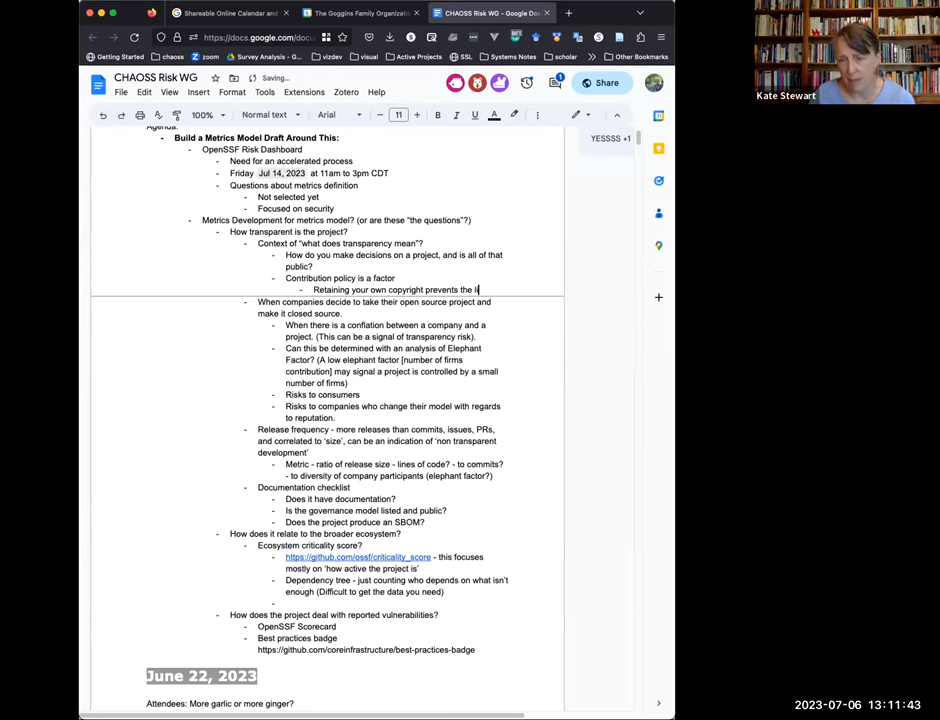 Shareable Online Calendar and
The Goggins Family Organizatio
CHAOSS Risk WG - Google Doc
https://docs.google.com/docu
Getting Started
chaoss
Survey Analysis - G
vizdev
visual
Active Projects
SSL
Systems Notes
scholar
Other Bookmarks
CHAOSS Risk WG
Saving...
File Edit View Insert Format Tools Extensions Zotero Help
1
Share
100%
Normal text
Arial
11
B I U A
Agenda:
YESSSS +1
- Build a Metrics Model Draft Around This:
- OpenSSF Risk Dashboard
- Need for an accelerated process
- Friday Jul 14, 2023 at 11am to 3pm CDT
- Questions about metrics definition
- Not selected yet
- Focused on security
- Metrics Development for metrics model? (or are these “the questions”?)
- How transparent is the project?
- Context of “what does transparency mean”?
- How do you make decisions on a project, and is all of that
public?
- Contribution policy is a factor
- Retaining your own copyright prevents the li
- When companies decide to take their open source project and
make it closed source.
- When there is a conflation between a company and a
project. (This can be a signal of transparency risk).
- Can this be determined with an analysis of Elephant
Factor? (A low elephant factor [number of firms
contribution] may signal a project is controlled by a small
number of firms)
- Risks to consumers
- Risks to companies who change their model with regards
to reputation.
- Release frequency - more releases than commits, issues, PRs,
and correlated to ‘size’, can be an indication of ‘non transparent
development’
- Metric - ratio of release size - lines of code? - to commits?
- to diversity of company participants (elephant factor?)
- Documentation checklist
- Does it have documentation?
- Is the governance model listed and public?
- Does the project produce an SBOM?
- How does it relate to the broader ecosystem?
- Ecosystem criticality score?
- https://github.com/ossf/criticality_score - this focuses
mostly on ‘how active the project is’
- Dependency tree - just counting who depends on what isn’t
enough (Difficult to get the data you need)
-
- How does the project deal with reported vulnerabilities?
- OpenSSF Scorecard
- Best practices badge
https://github.com/coreinfrastructure/best-practices-badge
June 22, 2023
Attendees: More garlic or more ginger?
Kate Stewart
2023-07-06 13:11:43